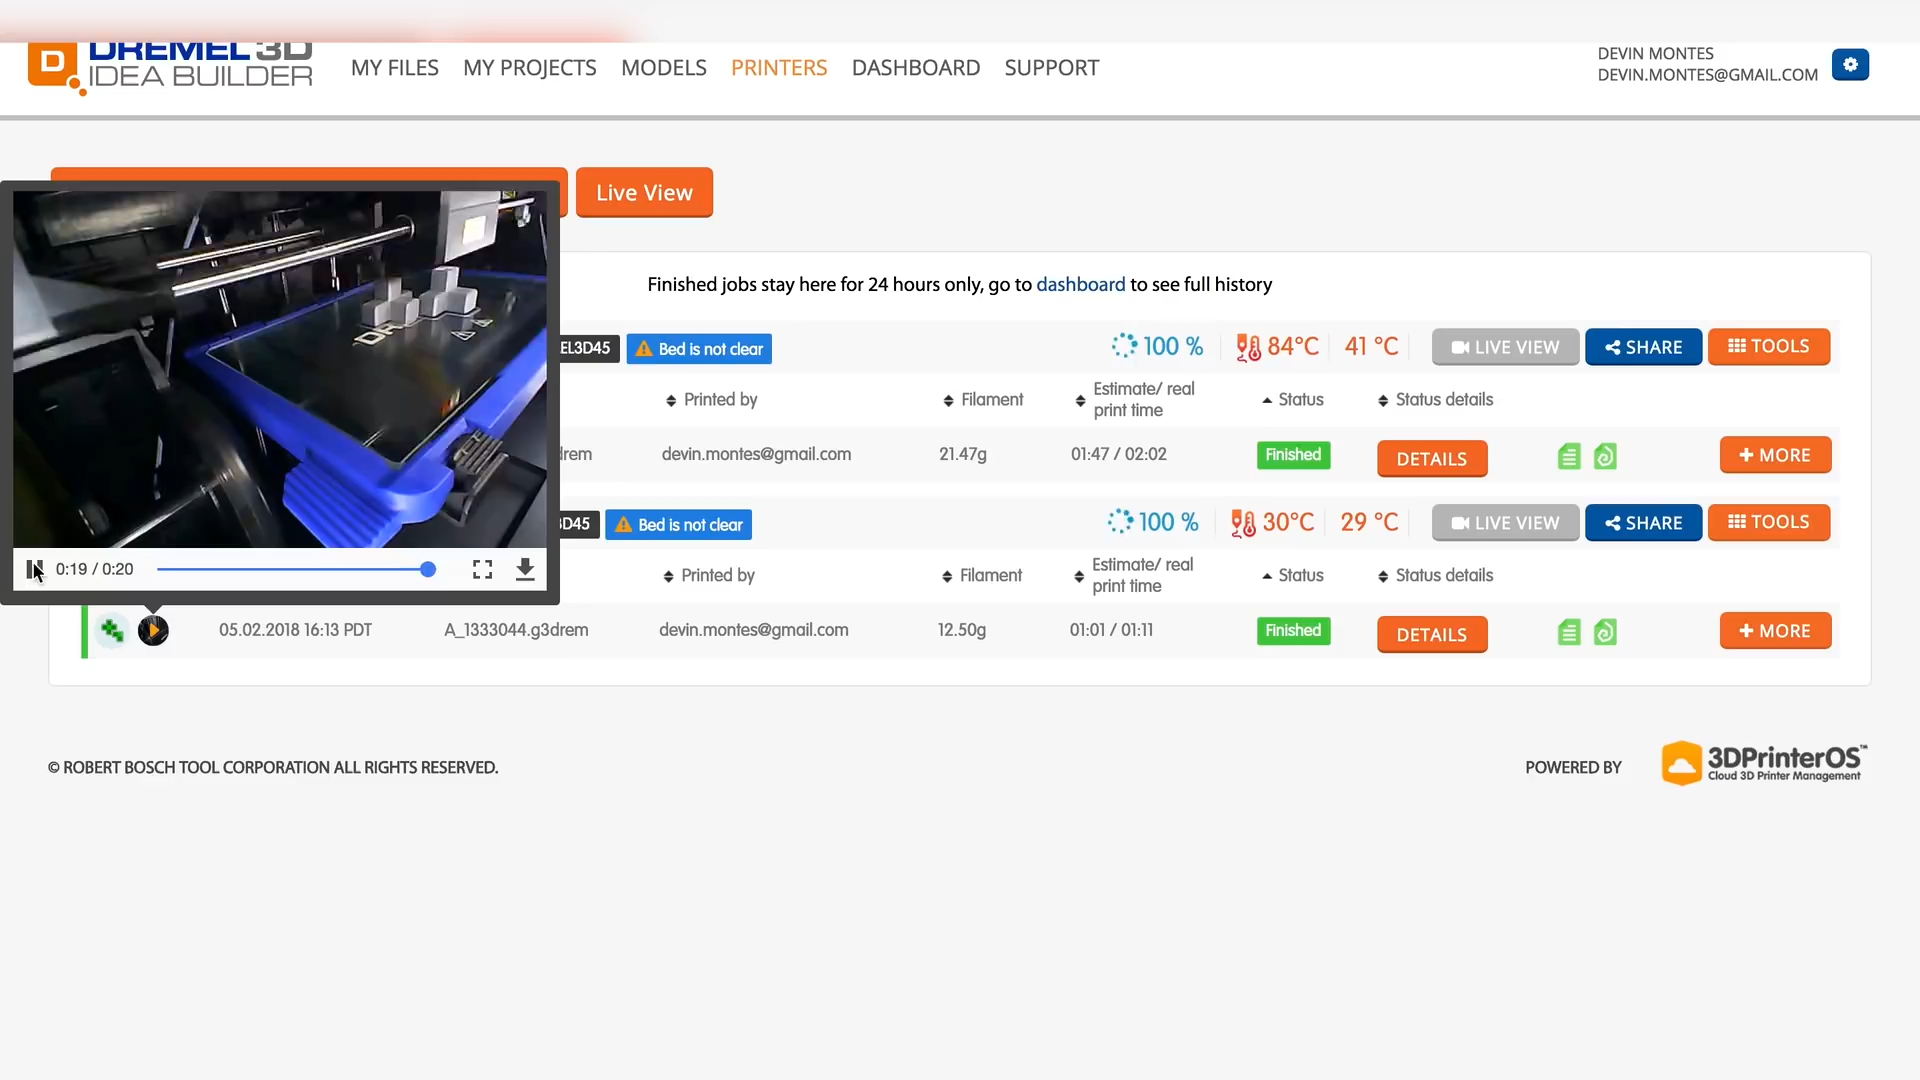 DREMEL 3D
IDEA BUILDER
MY FILES MY PROJECTS MODELS PRINTERS DASHBOARD SUPPORT
DEVIN MONTES
DEVIN.MONTES@GMAIL.COM
Live View
Finished jobs stay here for 24 hours only, go to dashboard to see full history
EL3D45 Bed is not clear 100 % 84°C 41 °C LIVE VIEW SHARE TOOLS
Printed by Filament Estimate/ real print time Status Status details
drem devin.montes@gmail.com 21.47g 01:47 / 02:02 Finished DETAILS + MORE
3D45 Bed is not clear 100 % 30°C 29 °C LIVE VIEW SHARE TOOLS
0:19 / 0:20
Printed by Filament Estimate/ real print time Status Status details
05.02.2018 16:13 PDT A_1333044.g3drem devin.montes@gmail.com 12.50g 01:01 / 01:11 Finished DETAILS + MORE
© ROBERT BOSCH TOOL CORPORATION ALL RIGHTS RESERVED.
POWERED BY
3DPrinterOS™
Cloud 3D Printer Management